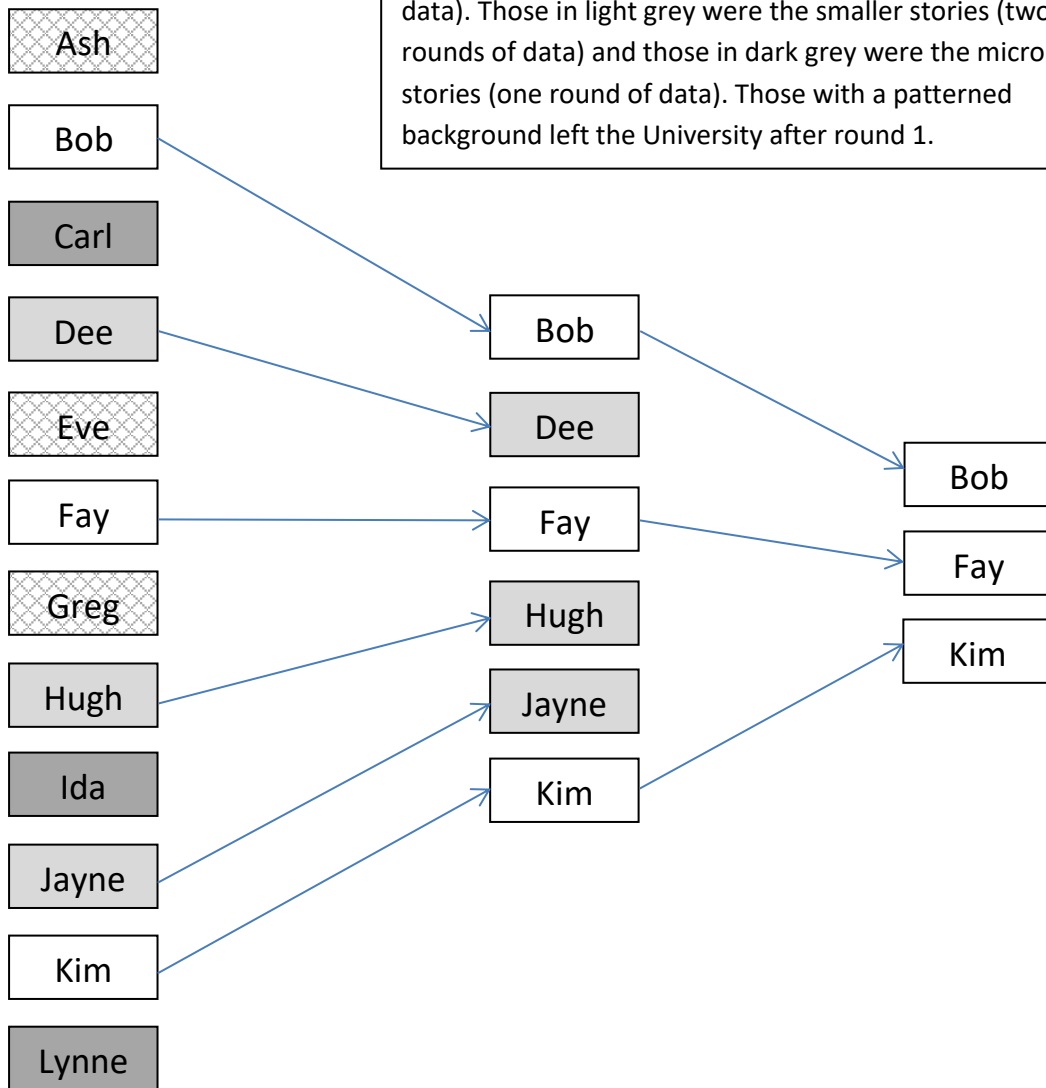 data). Those in light grey were the smaller stories (two
rounds of data) and those in dark grey were the micro
stories (one round of data). Those with a patterned
background left the University after round 1.
Ash
Bob
Carl
Dee
Eve
Fay
Greg
Hugh
Ida
Jayne
Kim
Lynne
Bob
Dee
Fay
Hugh
Jayne
Kim
Bob
Fay
Kim